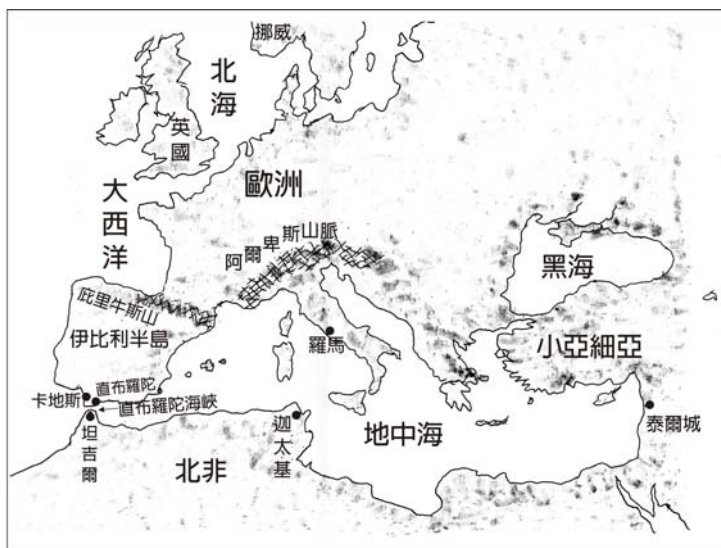 挪威
北海
英國
大西洋
歐洲
阿爾卑斯山脈
黑海
庇里牛斯山
伊比利半島
羅馬
小亞細亞
卡地斯
直布羅陀
直布羅陀海峽
坦吉爾
迦太基
地中海
泰爾城
北非